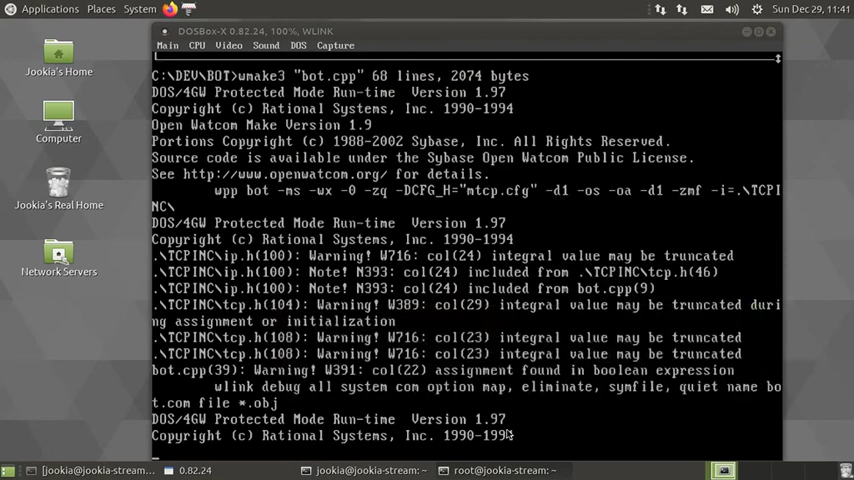 Applications Places System Sun Dec 29, 11:41
Jookia's Home
Computer
Jookia's Real Home
Network Servers
DOSBox-X 0.82.24, 100%, WLINK
Main CPU Video Sound DOS Capture
C:\DEV\BOT>wmake3 "bot.cpp" 68 lines, 2074 bytes
DOS/4GW Protected Mode Run-time  Version 1.97
Copyright (c) Rational Systems, Inc. 1990-1994
Open Watcom Make Version 1.9
Portions Copyright (c) 1988-2002 Sybase, Inc. All Rights Reserved.
Source code is available under the Sybase Open Watcom Public License.
See http://www.openwatcom.org/ for details.
wpp bot -ms -wx -0 -zq -DCFG_H="mtcp.cfg" -d1 -os -oa -d1 -zmf -i=.\TCPI
NC\
DOS/4GW Protected Mode Run-time  Version 1.97
Copyright (c) Rational Systems, Inc. 1990-1994
.\TCPINC\ip.h(100): Warning! W716: col(24) integral value may be truncated
.\TCPINC\ip.h(100): Note! N393: col(24) included from .\TCPINC\tcp.h(46)
.\TCPINC\ip.h(100): Note! N393: col(24) included from bot.cpp(9)
.\TCPINC\tcp.h(104): Warning! W389: col(29) integral value may be truncated duri
ng assignment or initialization
.\TCPINC\tcp.h(108): Warning! W716: col(23) integral value may be truncated
.\TCPINC\tcp.h(108): Warning! W716: col(23) integral value may be truncated
bot.cpp(39): Warning! W391: col(22) assignment found in boolean expression
wlink debug all system com option map, eliminate, symfile, quiet name bo
t.com file *.obj
DOS/4GW Protected Mode Run-time  Version 1.97
Copyright (c) Rational Systems, Inc. 1990-1994
[jookia@jookia-stream... 0.82.24 jookia@jookia-stream: ~ root@jookia-stream: ~